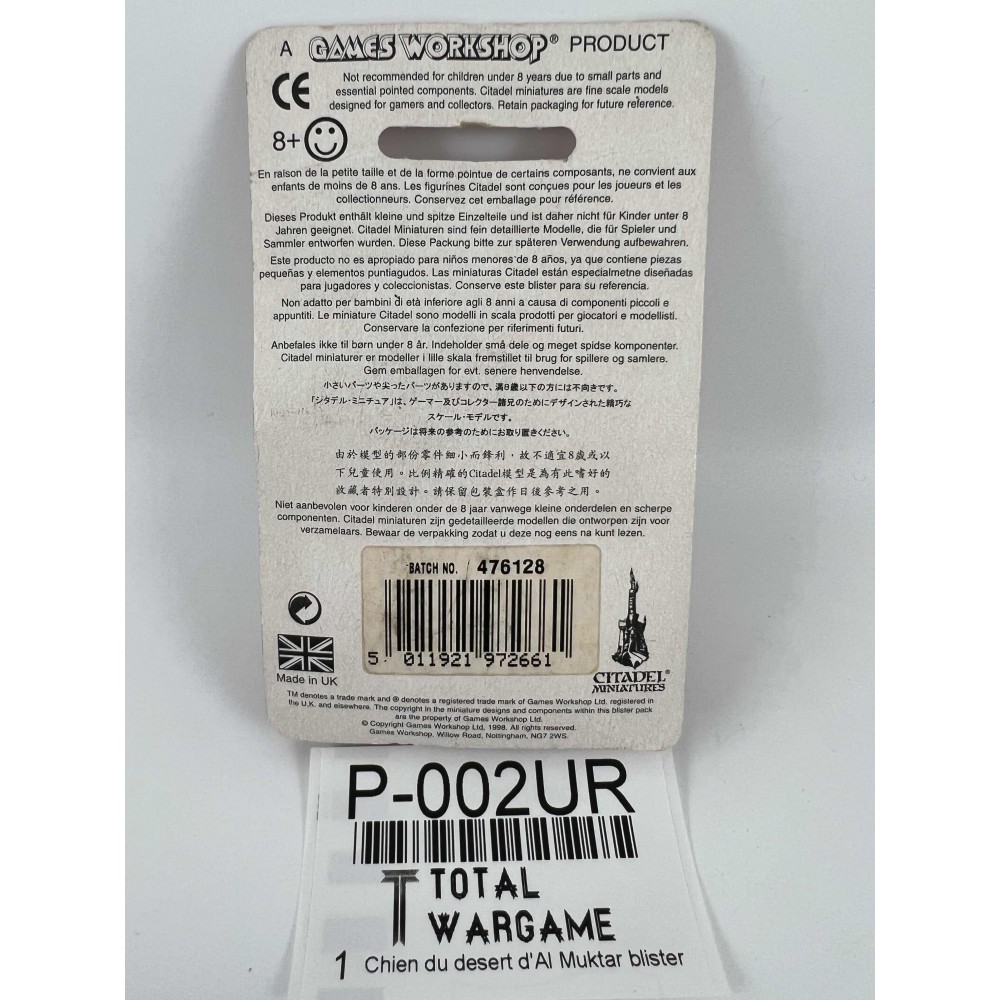 A GAMES WORKSHOP® PRODUCT
CE
Not recommended for children under 8 years due to small parts and
essential pointed components. Citadel miniatures are fine scale models
designed for gamers and collectors. Retain packaging for future reference.
8+
En raison de la petite taille et de la forme pointue de certains composants, ne convient aux
enfants de moins de 8 ans. Les figurines Citadel sont conçues pour les joueurs et les
collectionneurs. Conservez cet emballage pour référence.
Dieses Produkt enthält kleine und spitze Einzelteile und ist daher nicht für Kinder unter 8
Jahren geeignet. Citadel Miniaturen sind fein detaillierte Modelle, die für Spieler und
Sammler entworfen wurden. Diese Packung bitte zur späteren Verwendung aufbewahren.
Este producto no es apropiado para niños menores de 8 años, ya que contiene piezas
pequeñas y elementos puntiagudos. Las miniaturas Citadel están especialmetne diseñadas
para jugadores y coleccionistas. Conserve este blister para su referencia.
Non adatto per bambini di età inferiore agli 8 anni a causa di componenti piccoli e
appuntiti. Le miniature Citadel sono modelli in scala prodotti per giocatori e modellisti.
Conservare la confezione per riferimenti futuri.
Anbefales ikke til børn under 8 år. Indeholder små dele og meget spidse komponenter.
Citadel miniaturer er modeller i lille skala fremstillet til brug for spillere og samlere.
Gem emballagen for evt. senere henvendelse.
小さいパーツや尖ったパーツがありますので、満8歳以下の方には不向きです。
「シタデル・ミニチュア」は、ゲーマー及びコレクター諸兄のためにデザインされた精巧な
スケール・モデルです。
パッケージは将来の参考のためにお取り置きください。
由於模型的部份零件細小而鋒利，故不適宜8歲或以
下兒童使用。比例精確的Citadel模型是為有此嗜好的
收藏者特別設計。請保留包裝盒作日後參考之用。
Niet aanbevolen voor kinderen onder de 8 jaar vanwege kleine onderdelen en scherpe
componenten. Citadel miniaturen zijn gedetailleerde modellen die ontworpen zijn voor
verzamelaars. Bewaar de verpakking zodat u deze nog eens na kunt lezen.
BATCH NO. 476128
5 011921 972661
Made in UK
CITADEL®
MINIATURES
TM denotes a trade mark and ® denotes a registered trade mark of Games Workshop Ltd. registered in
the U.K. and elsewhere. The copyright in the miniature designs and components within this blister pack
are the property of Games Workshop Ltd.
© Copyright Games Workshop Ltd, 1998. All rights reserved.
Games Workshop, Willow Road, Nottingham, NG7 2WS.
P-002UR
TOTAL
WARGAME
1 Chien du desert d'Al Muktar blister